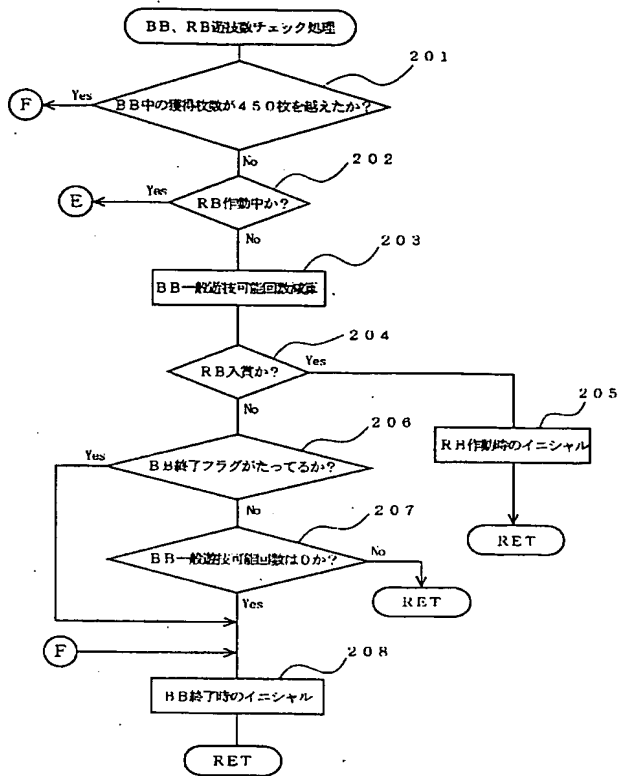 BB、RB遊技数チェック処理
201
BB中の獲得枚数が450枚を越えたか?
Yes
F
No
202
RB作動中か?
Yes
E
No
203
BB一般遊技可能回数減算
204
RB入賞か?
Yes
205
RB作動時のイニシャル
RET
No
206
BB終了フラグがたってるか?
Yes
No
207
BB一般遊技可能回数は0か?
No
RET
Yes
F
208
BB終了時のイニシャル
RET